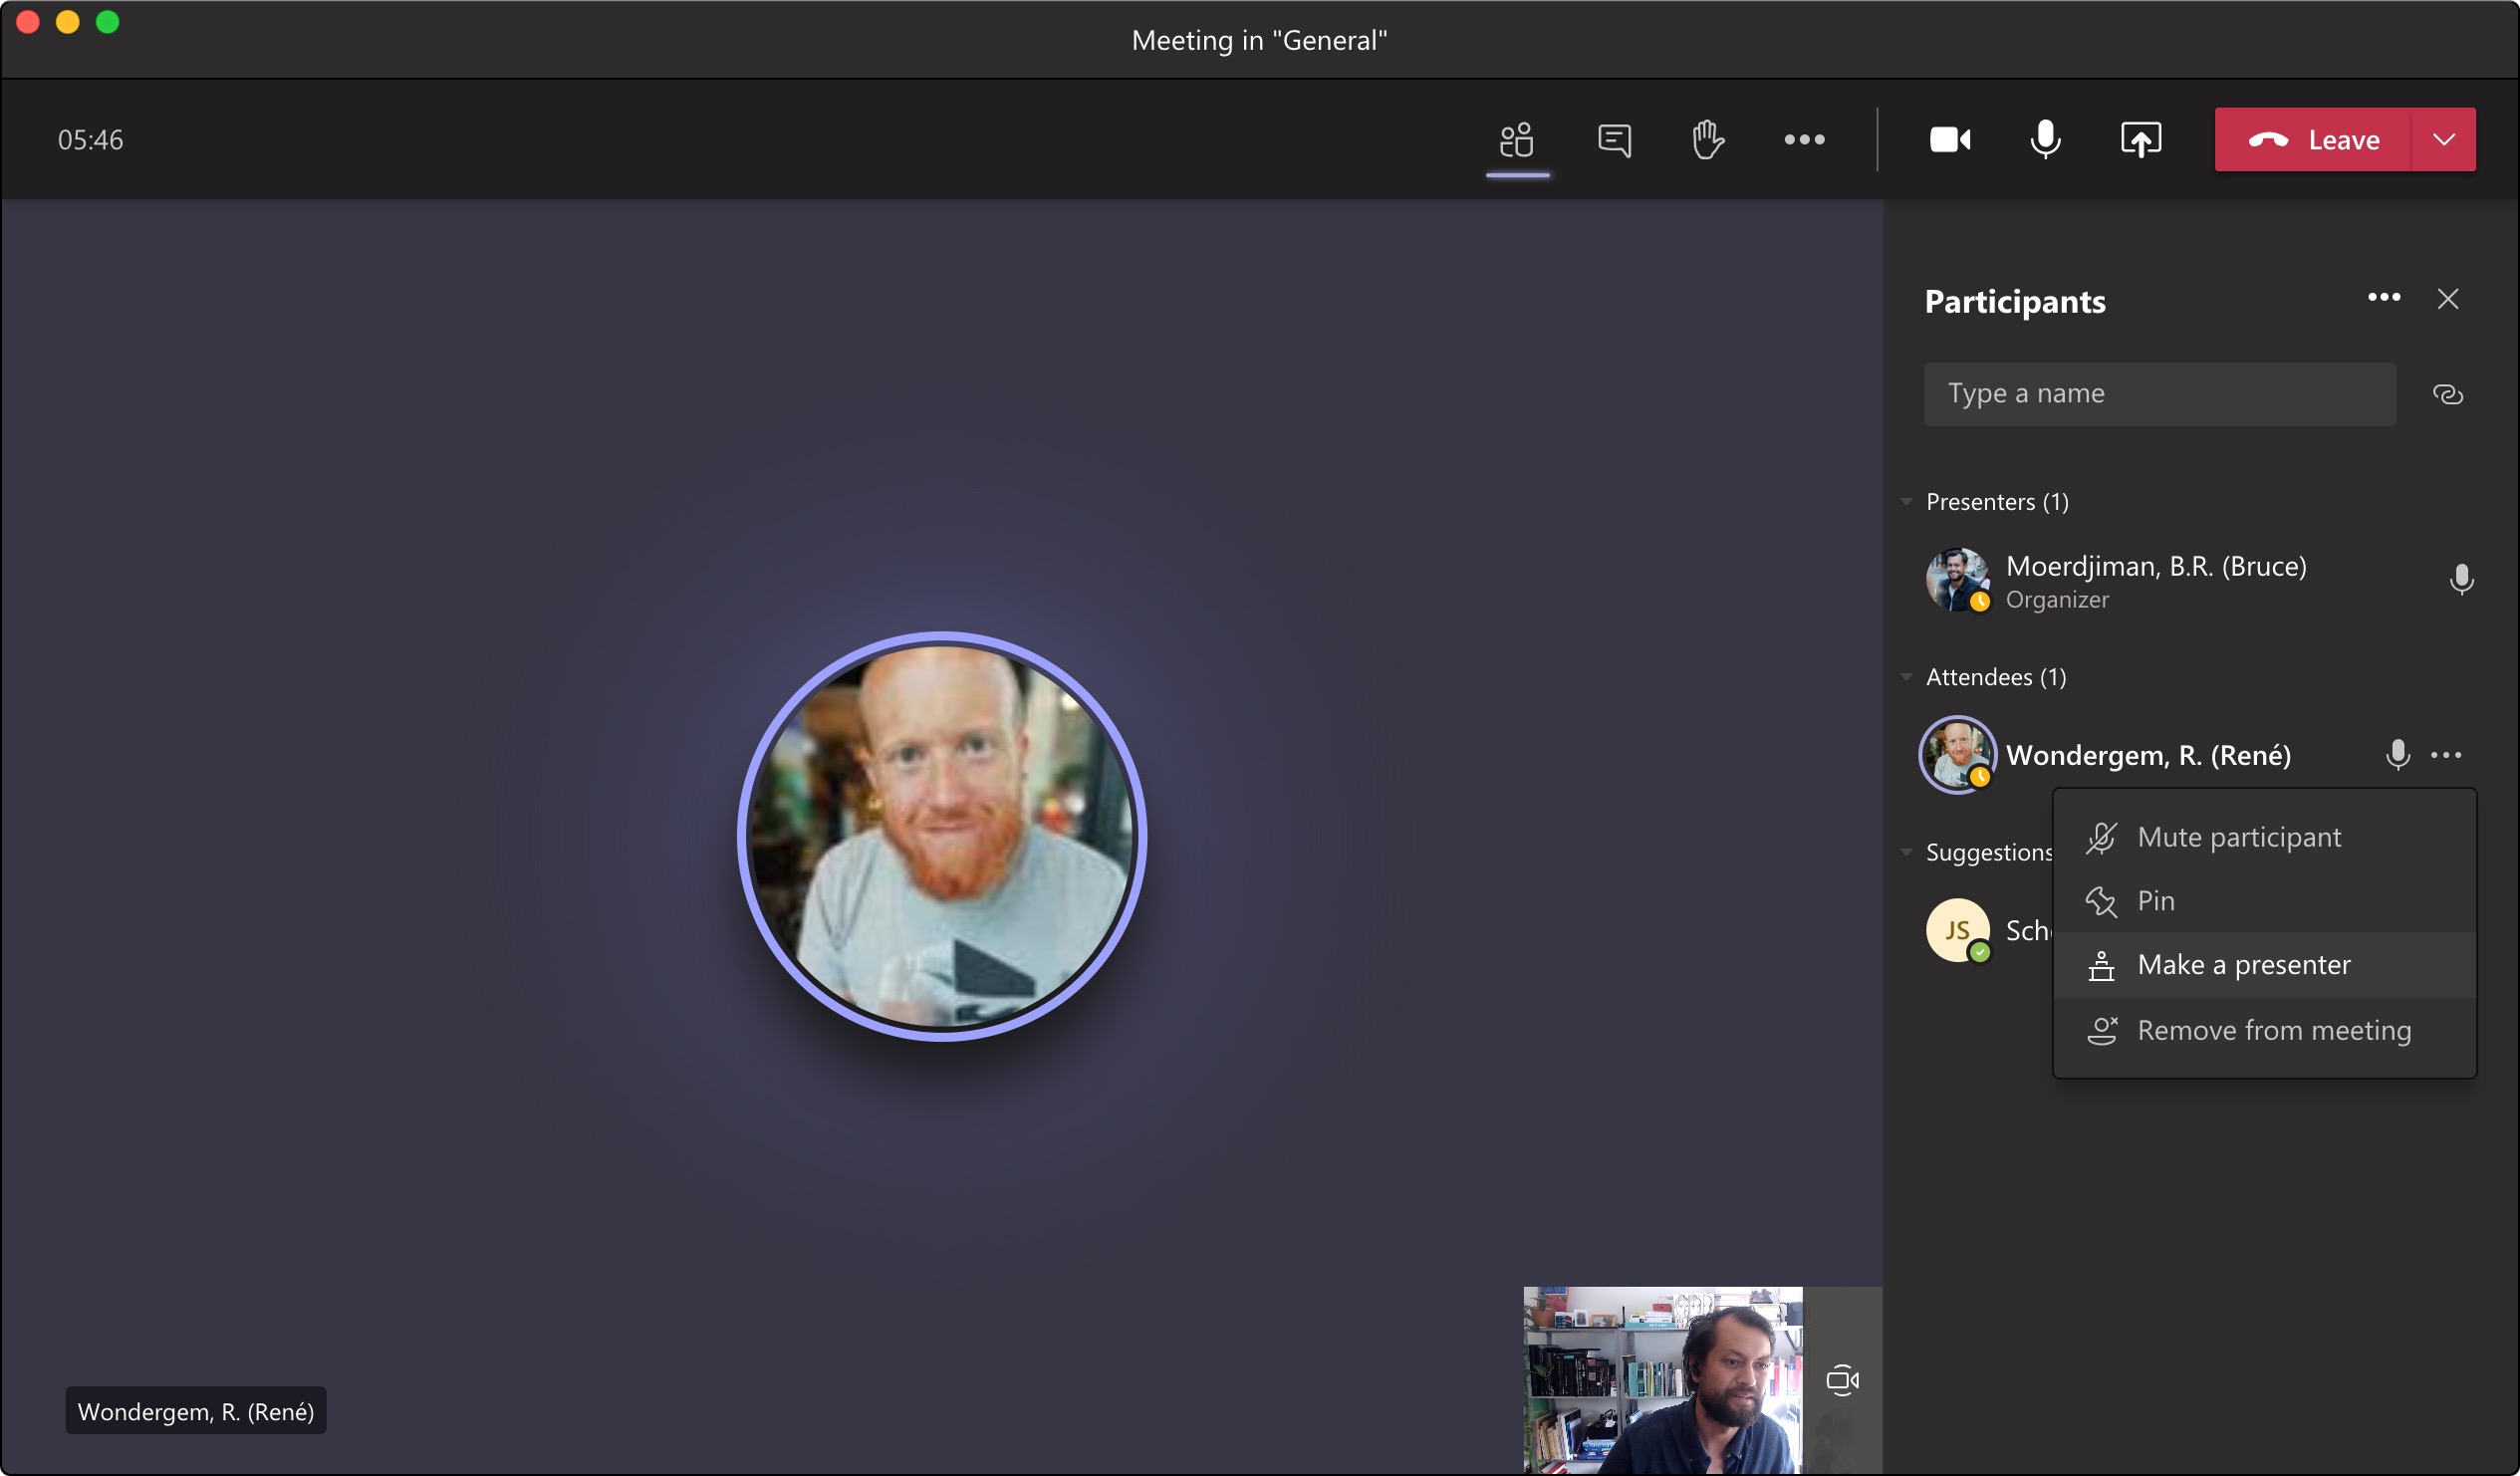 Meeting in "General"
05:46
Leave
Participants
Type a name
Presenters (1)
Moerdjiman, B.R. (Bruce)
Organizer
Attendees (1)
Wondergem, R. (René)
Mute participant
Suggestions
Pin
JS
Sch
Make a presenter
Remove from meeting
Wondergem, R. (René)